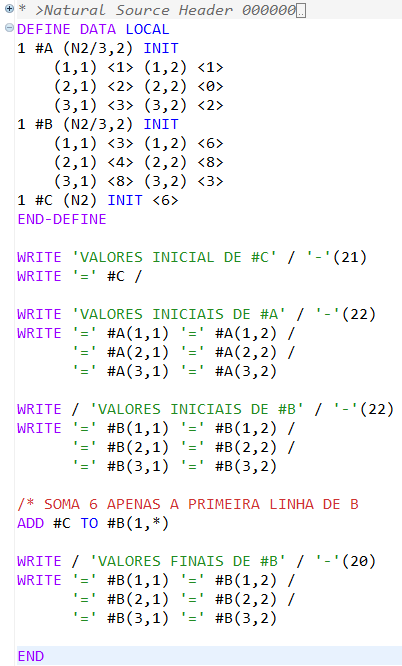 * >Natural Source Header 000000..
DEFINE DATA LOCAL
1 #A (N2/3,2) INIT
    (1,1) <1> (1,2) <1>
    (2,1) <2> (2,2) <0>
    (3,1) <3> (3,2) <2>
1 #B (N2/3,2) INIT
    (1,1) <3> (1,2) <6>
    (2,1) <4> (2,2) <8>
    (3,1) <8> (3,2) <3>
1 #C (N2) INIT <6>
END-DEFINE

WRITE 'VALORES INICIAL DE #C' / '-'(21)
WRITE '=' #C /

WRITE 'VALORES INICIAIS DE #A' / '-'(22)
WRITE '=' #A(1,1) '=' #A(1,2) /
      '=' #A(2,1) '=' #A(2,2) /
      '=' #A(3,1) '=' #A(3,2)

WRITE / 'VALORES INICIAIS DE #B' / '-'(22)
WRITE '=' #B(1,1) '=' #B(1,2) /
      '=' #B(2,1) '=' #B(2,2) /
      '=' #B(3,1) '=' #B(3,2)

/* SOMA 6 APENAS A PRIMEIRA LINHA DE B
ADD #C TO #B(1,*)

WRITE / 'VALORES FINAIS DE #B' / '-'(20)
WRITE '=' #B(1,1) '=' #B(1,2) /
      '=' #B(2,1) '=' #B(2,2) /
      '=' #B(3,1) '=' #B(3,2)

END